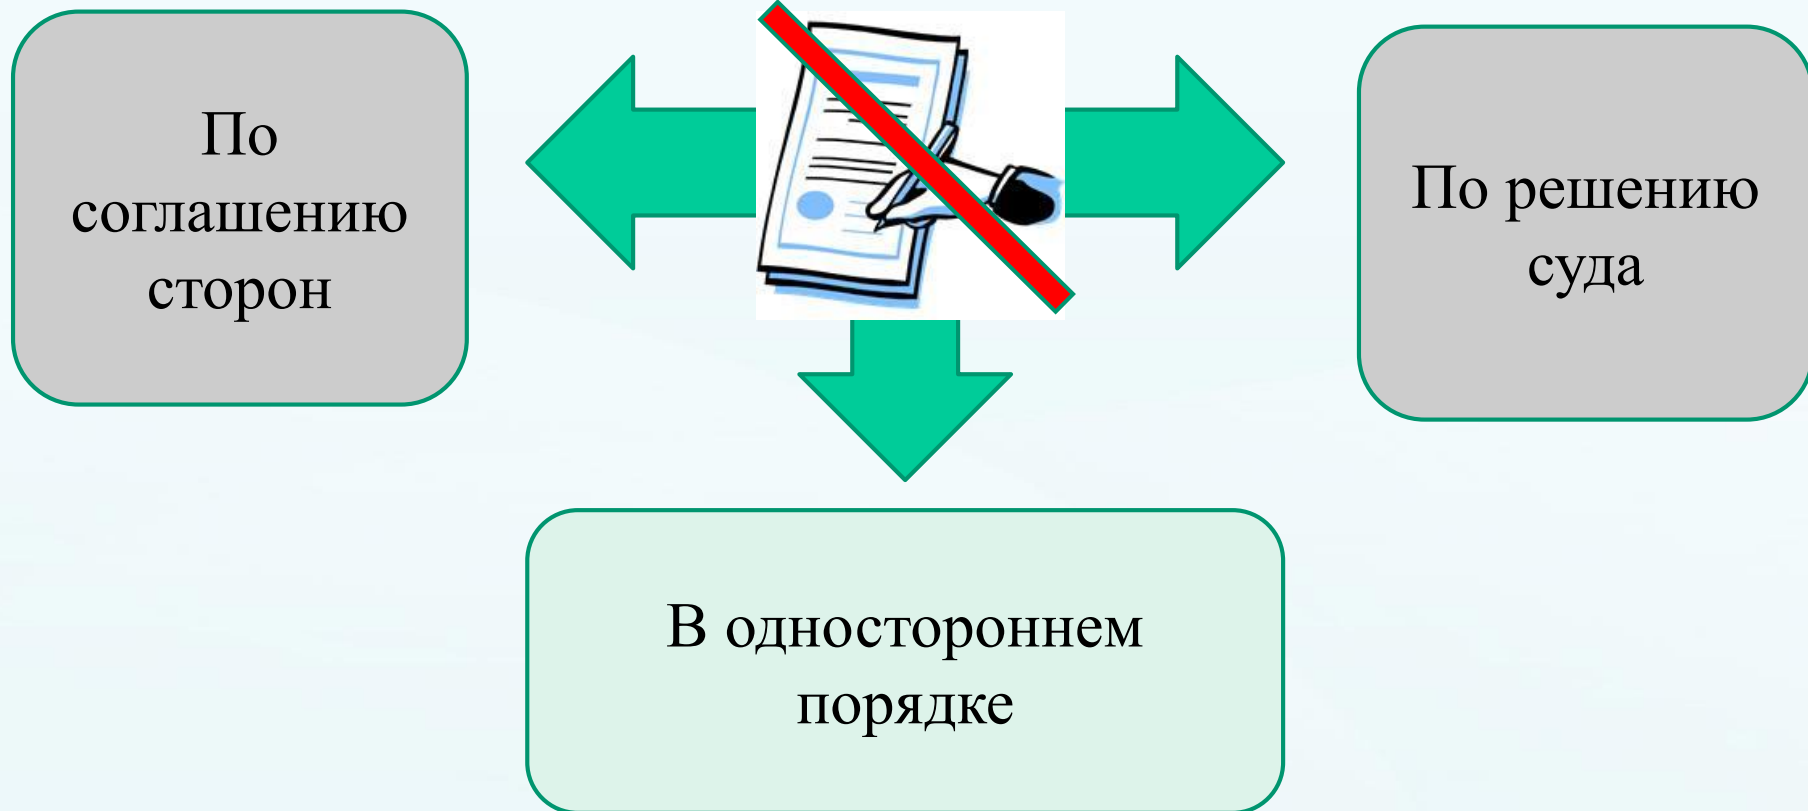 По
соглашению
сторон
По решению
суда
В одностороннем
порядке